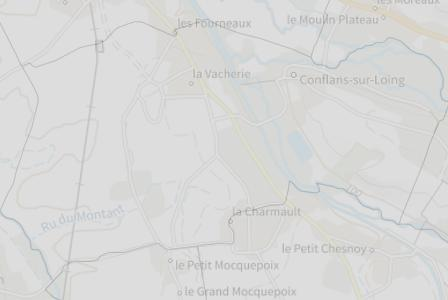 les Moreaux
le Moulin Plateau
les Fourneaux
la Vacherie
Conflans-sur-Loing
100
Ru du Montant
la Charmault
le Petit Chesnoy
le Petit Mocquepoix
le Grand Mocquepoix